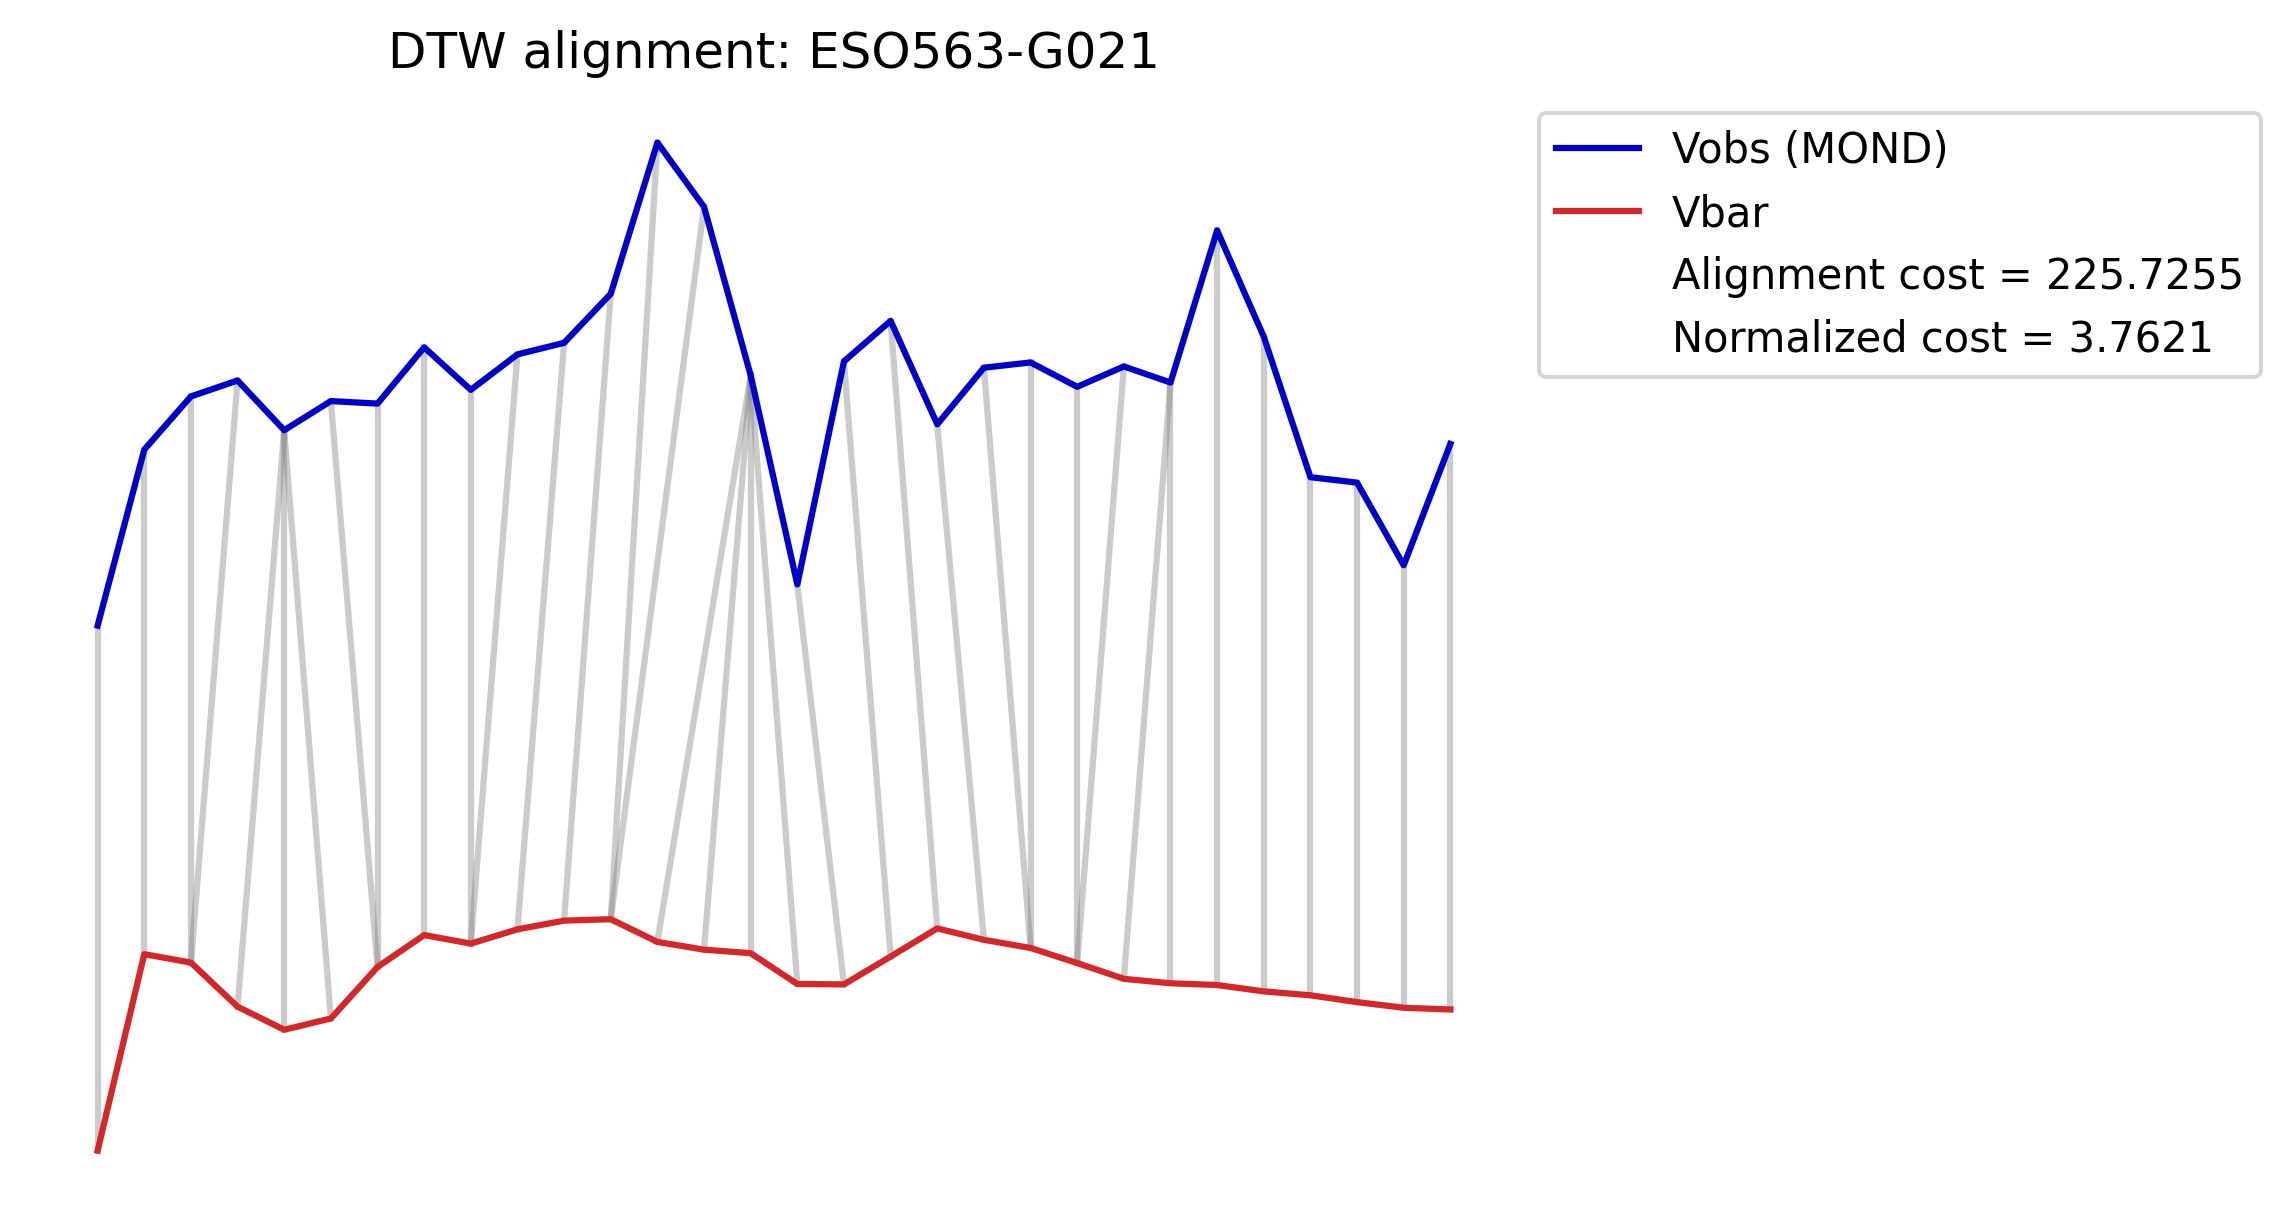 DTW alignment: ESO563-G021
Vobs (MOND)
Vbar
Alignment cost = 225.7255
Normalized cost = 3.7621